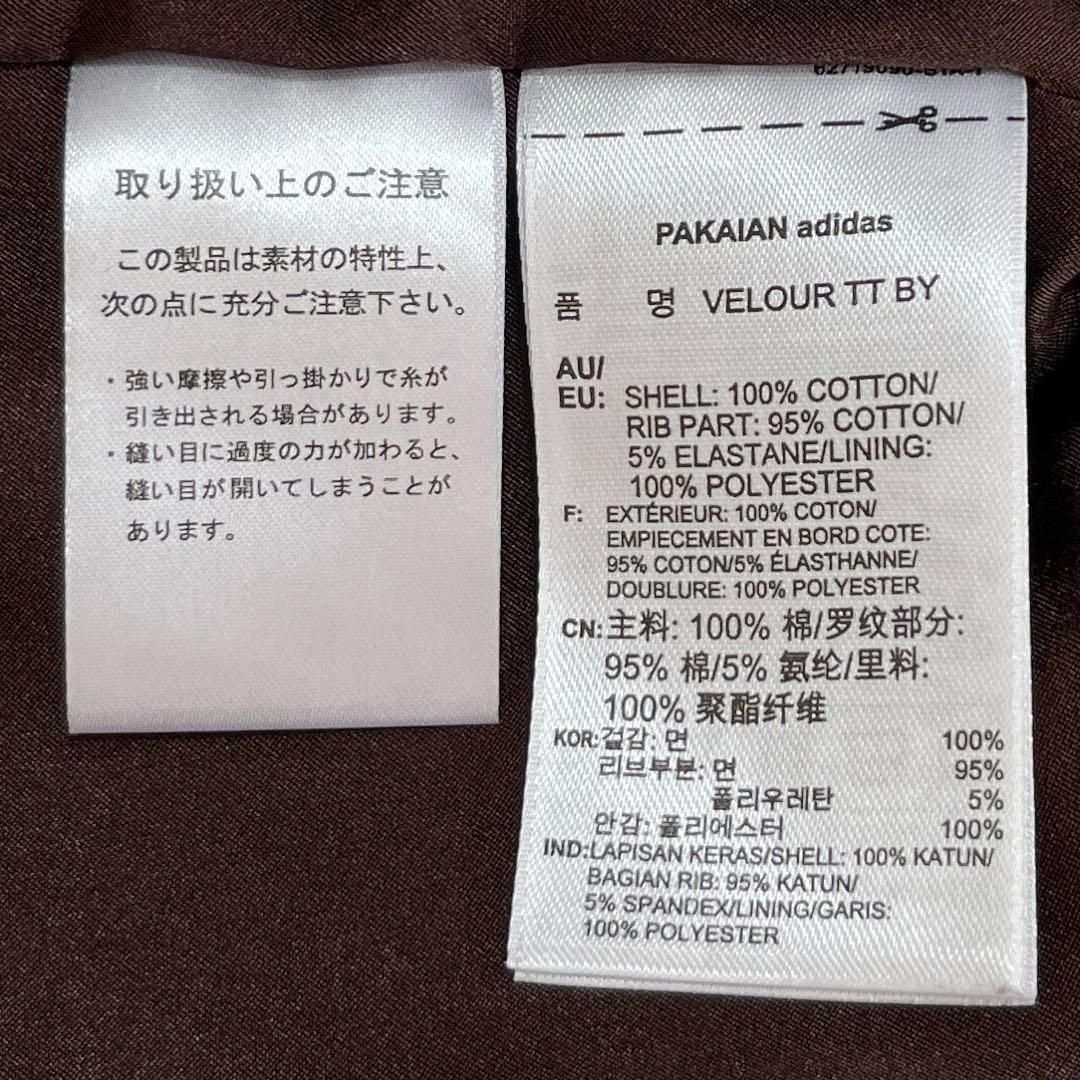 取り扱い上のご注意
この製品は素材の特性上、
次の点に充分ご注意下さい。
・強い摩擦や引っ掛かりで糸が
引き出される場合があります。
・縫い目に過度の力が加わると、
縫い目が開いてしまうことが
あります。
PAKAIAN adidas
품 명 VELOUR TT BY
AU/
EU: SHELL: 100% COTTON/
RIB PART: 95% COTTON/
5% ELASTANE/LINING:
100% POLYESTER
F: EXTÉRIEUR: 100% COTON/
EMPIECEMENT EN BORD COTE:
95% COTON/5% ÉLASTHANNE/
DOUBLURE: 100% POLYESTER
CN: 主料: 100% 棉/罗纹部分:
95% 棉/5% 氨纶/里料:
100% 聚酯纤维
KOR: 겉감: 면 100%
리브부분: 면 95%
폴리우레탄 5%
안감: 폴리에스터 100%
IND: LAPISAN KERAS/SHELL: 100% KATUN/
BAGIAN RIB: 95% KATUN/
5% SPANDEX/LINING/GARIS:
100% POLYESTER